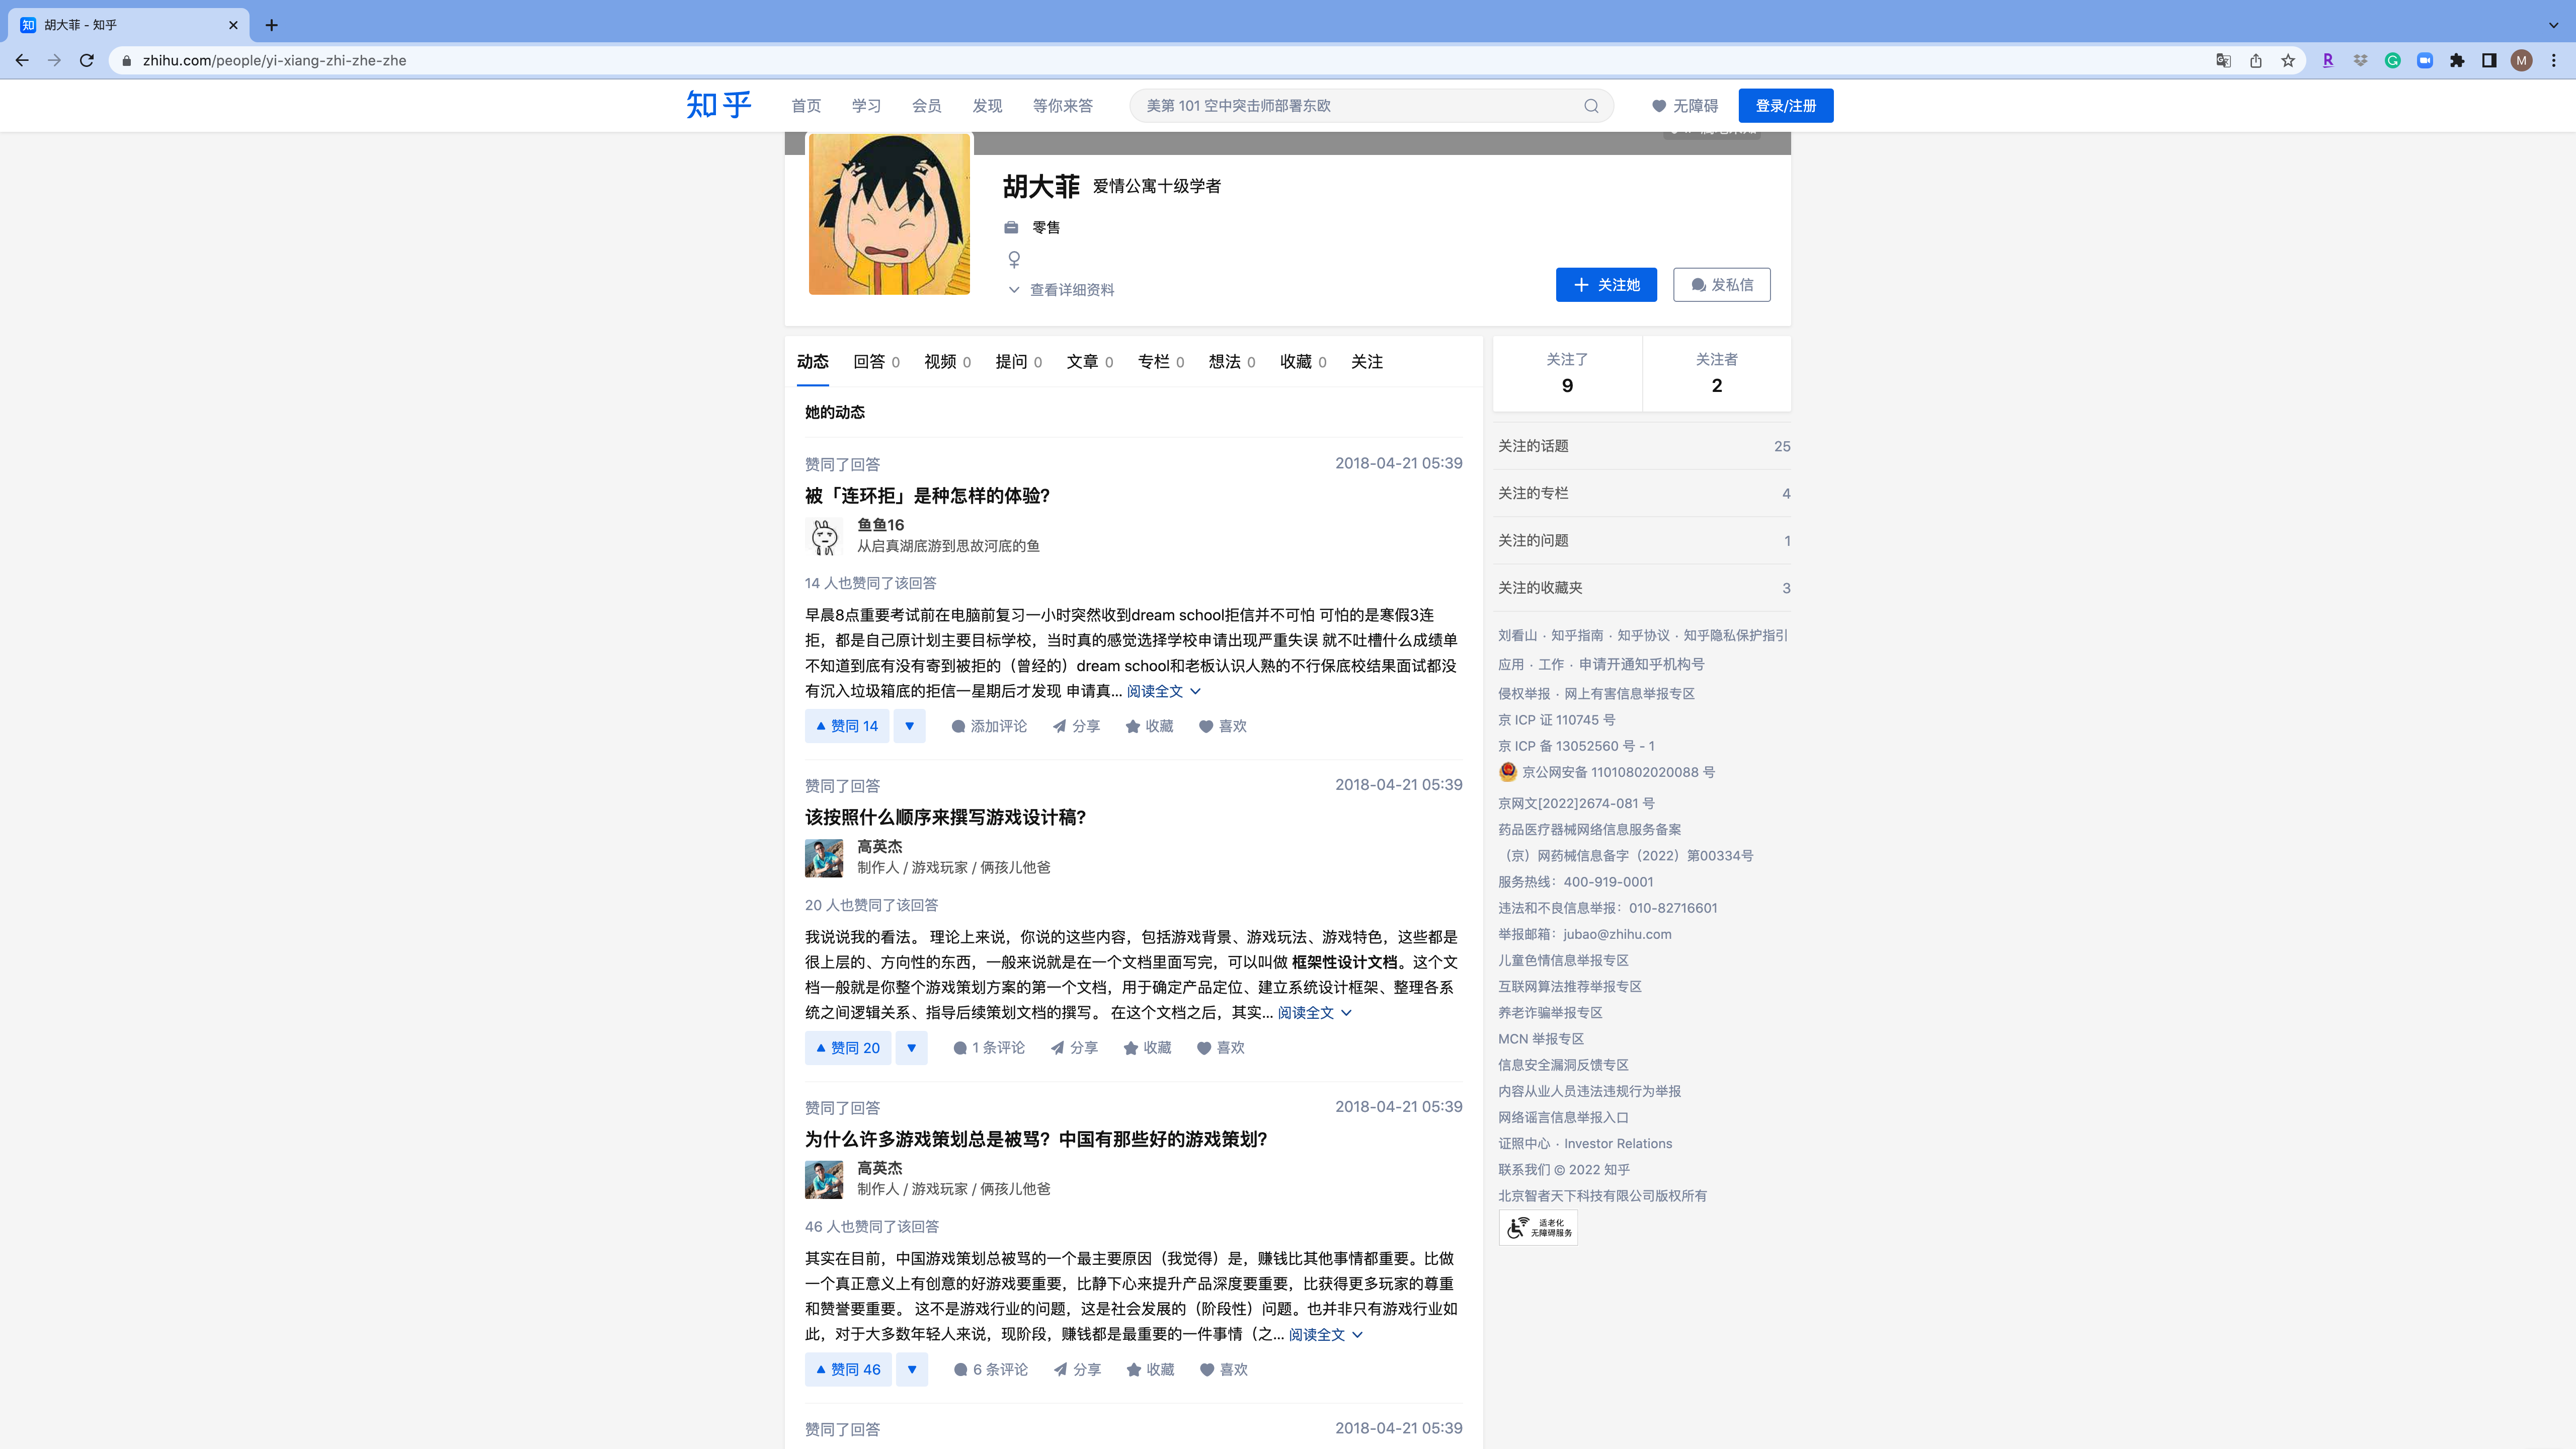 胡大菲 - 知乎
zhihu.com/people/yi-xiang-zhi-zhe-zhe
M
知乎
首页
学习
会员
发现
等你来答
美第 101 空中突击师部署东欧
无障碍
登录/注册
胡大菲 爱情公寓十级学者
零售
查看详细资料
关注她
发私信
动态
回答 0
视频 0
提问 0
文章 0
专栏 0
想法 0
收藏 0
关注
她的动态
赞同了回答
2018-04-21 05:39
被「连环拒」是种怎样的体验?
鱼鱼16
从启真湖底游到思故河底的鱼
14 人也赞同了该回答
早晨8点重要考试前在电脑前复习一小时突然收到dream school拒信并不可怕 可怕的是寒假3连
拒，都是自己原计划主要目标学校，当时真的感觉选择学校申请出现严重失误 就不吐槽什么成绩单
不知道到底有没有寄到被拒的（曾经的）dream school和老板认识人熟的不行保底校结果面试都没
有沉入垃圾箱底的拒信一星期后才发现 申请真... 阅读全文
赞同 14
添加评论
分享
收藏
喜欢
赞同了回答
2018-04-21 05:39
该按照什么顺序来撰写游戏设计稿?
高英杰
制作人 / 游戏玩家 / 俩孩儿他爸
20 人也赞同了该回答
我说说我的看法。 理论上来说，你说的这些内容，包括游戏背景、游戏玩法、游戏特色，这些都是
很上层的、方向性的东西，一般来说就是在一个文档里面写完，可以叫做 框架性设计文档。这个文
档一般就是你整个游戏策划方案的第一个文档，用于确定产品定位、建立系统设计框架、整理各系
统之间逻辑关系、指导后续策划文档的撰写。 在这个文档之后，其实... 阅读全文
赞同 20
1 条评论
分享
收藏
喜欢
赞同了回答
2018-04-21 05:39
为什么许多游戏策划总是被骂？中国有那些好的游戏策划?
高英杰
制作人 / 游戏玩家 / 俩孩儿他爸
46 人也赞同了该回答
其实在目前，中国游戏策划总被骂的一个最主要原因（我觉得）是，赚钱比其他事情都重要。比做
一个真正意义上有创意的好游戏要重要，比静下心来提升产品深度要重要，比获得更多玩家的尊重
和赞誉要重要。 这不是游戏行业的问题，这是社会发展的（阶段性）问题。也并非只有游戏行业如
此，对于大多数年轻人来说，现阶段，赚钱都是最重要的一件事情（之... 阅读全文
赞同 46
6 条评论
分享
收藏
喜欢
赞同了回答
2018-04-21 05:39
关注了
9
关注者
2
关注的话题 25
关注的专栏 4
关注的问题 1
关注的收藏夹 3
刘看山 · 知乎指南 · 知乎协议 · 知乎隐私保护指引
应用 · 工作 · 申请开通知乎机构号
侵权举报 · 网上有害信息举报专区
京 ICP 证 110745 号
京 ICP 备 13052560 号 - 1
京公网安备 11010802020088 号
京网文[2022]2674-081 号
药品医疗器械网络信息服务备案
（京）网药械信息备字（2022）第00334号
服务热线：400-919-0001
违法和不良信息举报：010-82716601
举报邮箱：jubao@zhihu.com
儿童色情信息举报专区
互联网算法推荐举报专区
养老诈骗举报专区
MCN 举报专区
信息安全漏洞反馈专区
内容从业人员违法违规行为举报
网络谣言信息举报入口
证照中心 · Investor Relations
联系我们 © 2022 知乎
北京智者天下科技有限公司版权所有
适老化
无障碍服务